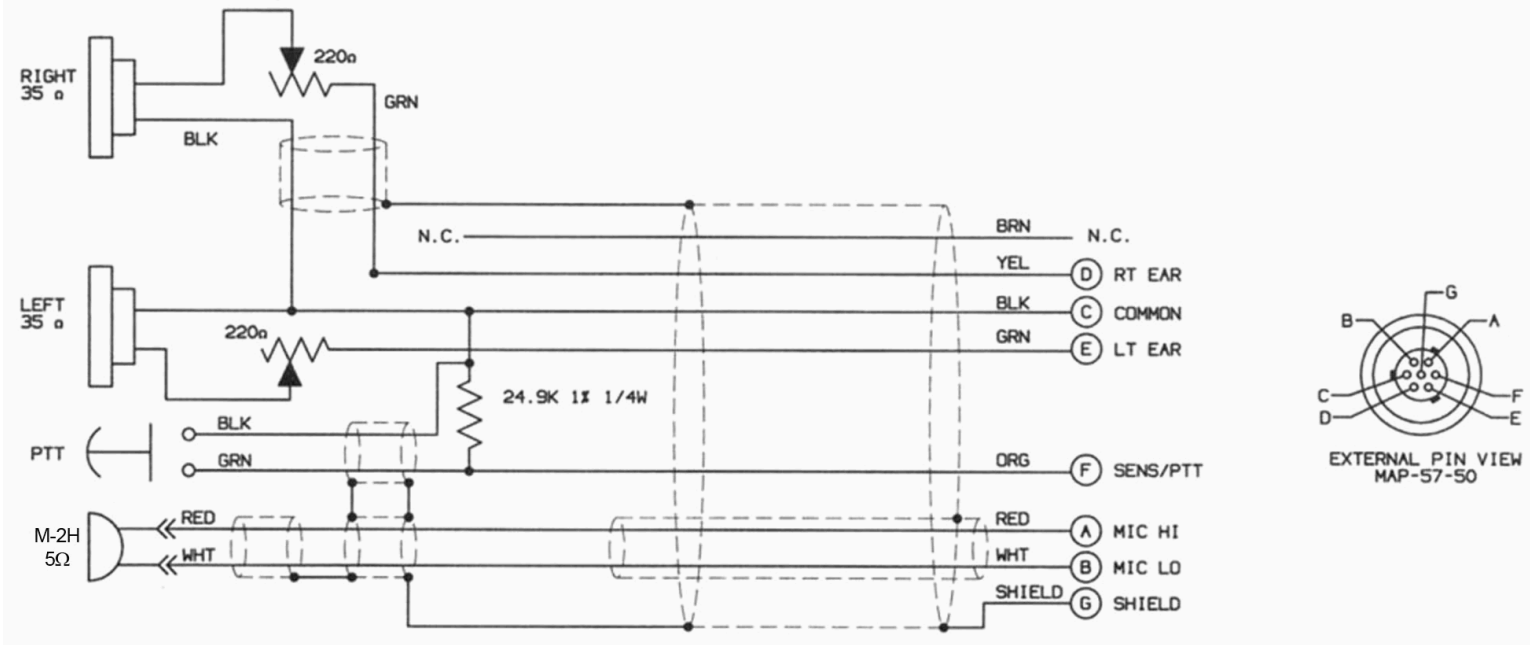 RIGHT
35 Ω
220Ω
GRN
BLK
N.C.
BRN
N.C.
YEL
D
RT EAR
LEFT
35 Ω
BLK
C
COMMON
220Ω
GRN
E
LT EAR
24.9K 1% 1/4W
PTT
BLK
GRN
ORG
F
SENS/PTT
M-2H
5Ω
RED
RED
A
MIC HI
WHT
WHT
B
MIC LO
SHIELD
G
SHIELD
G
B
A
C
F
D
E
EXTERNAL PIN VIEW
MAP-57-50